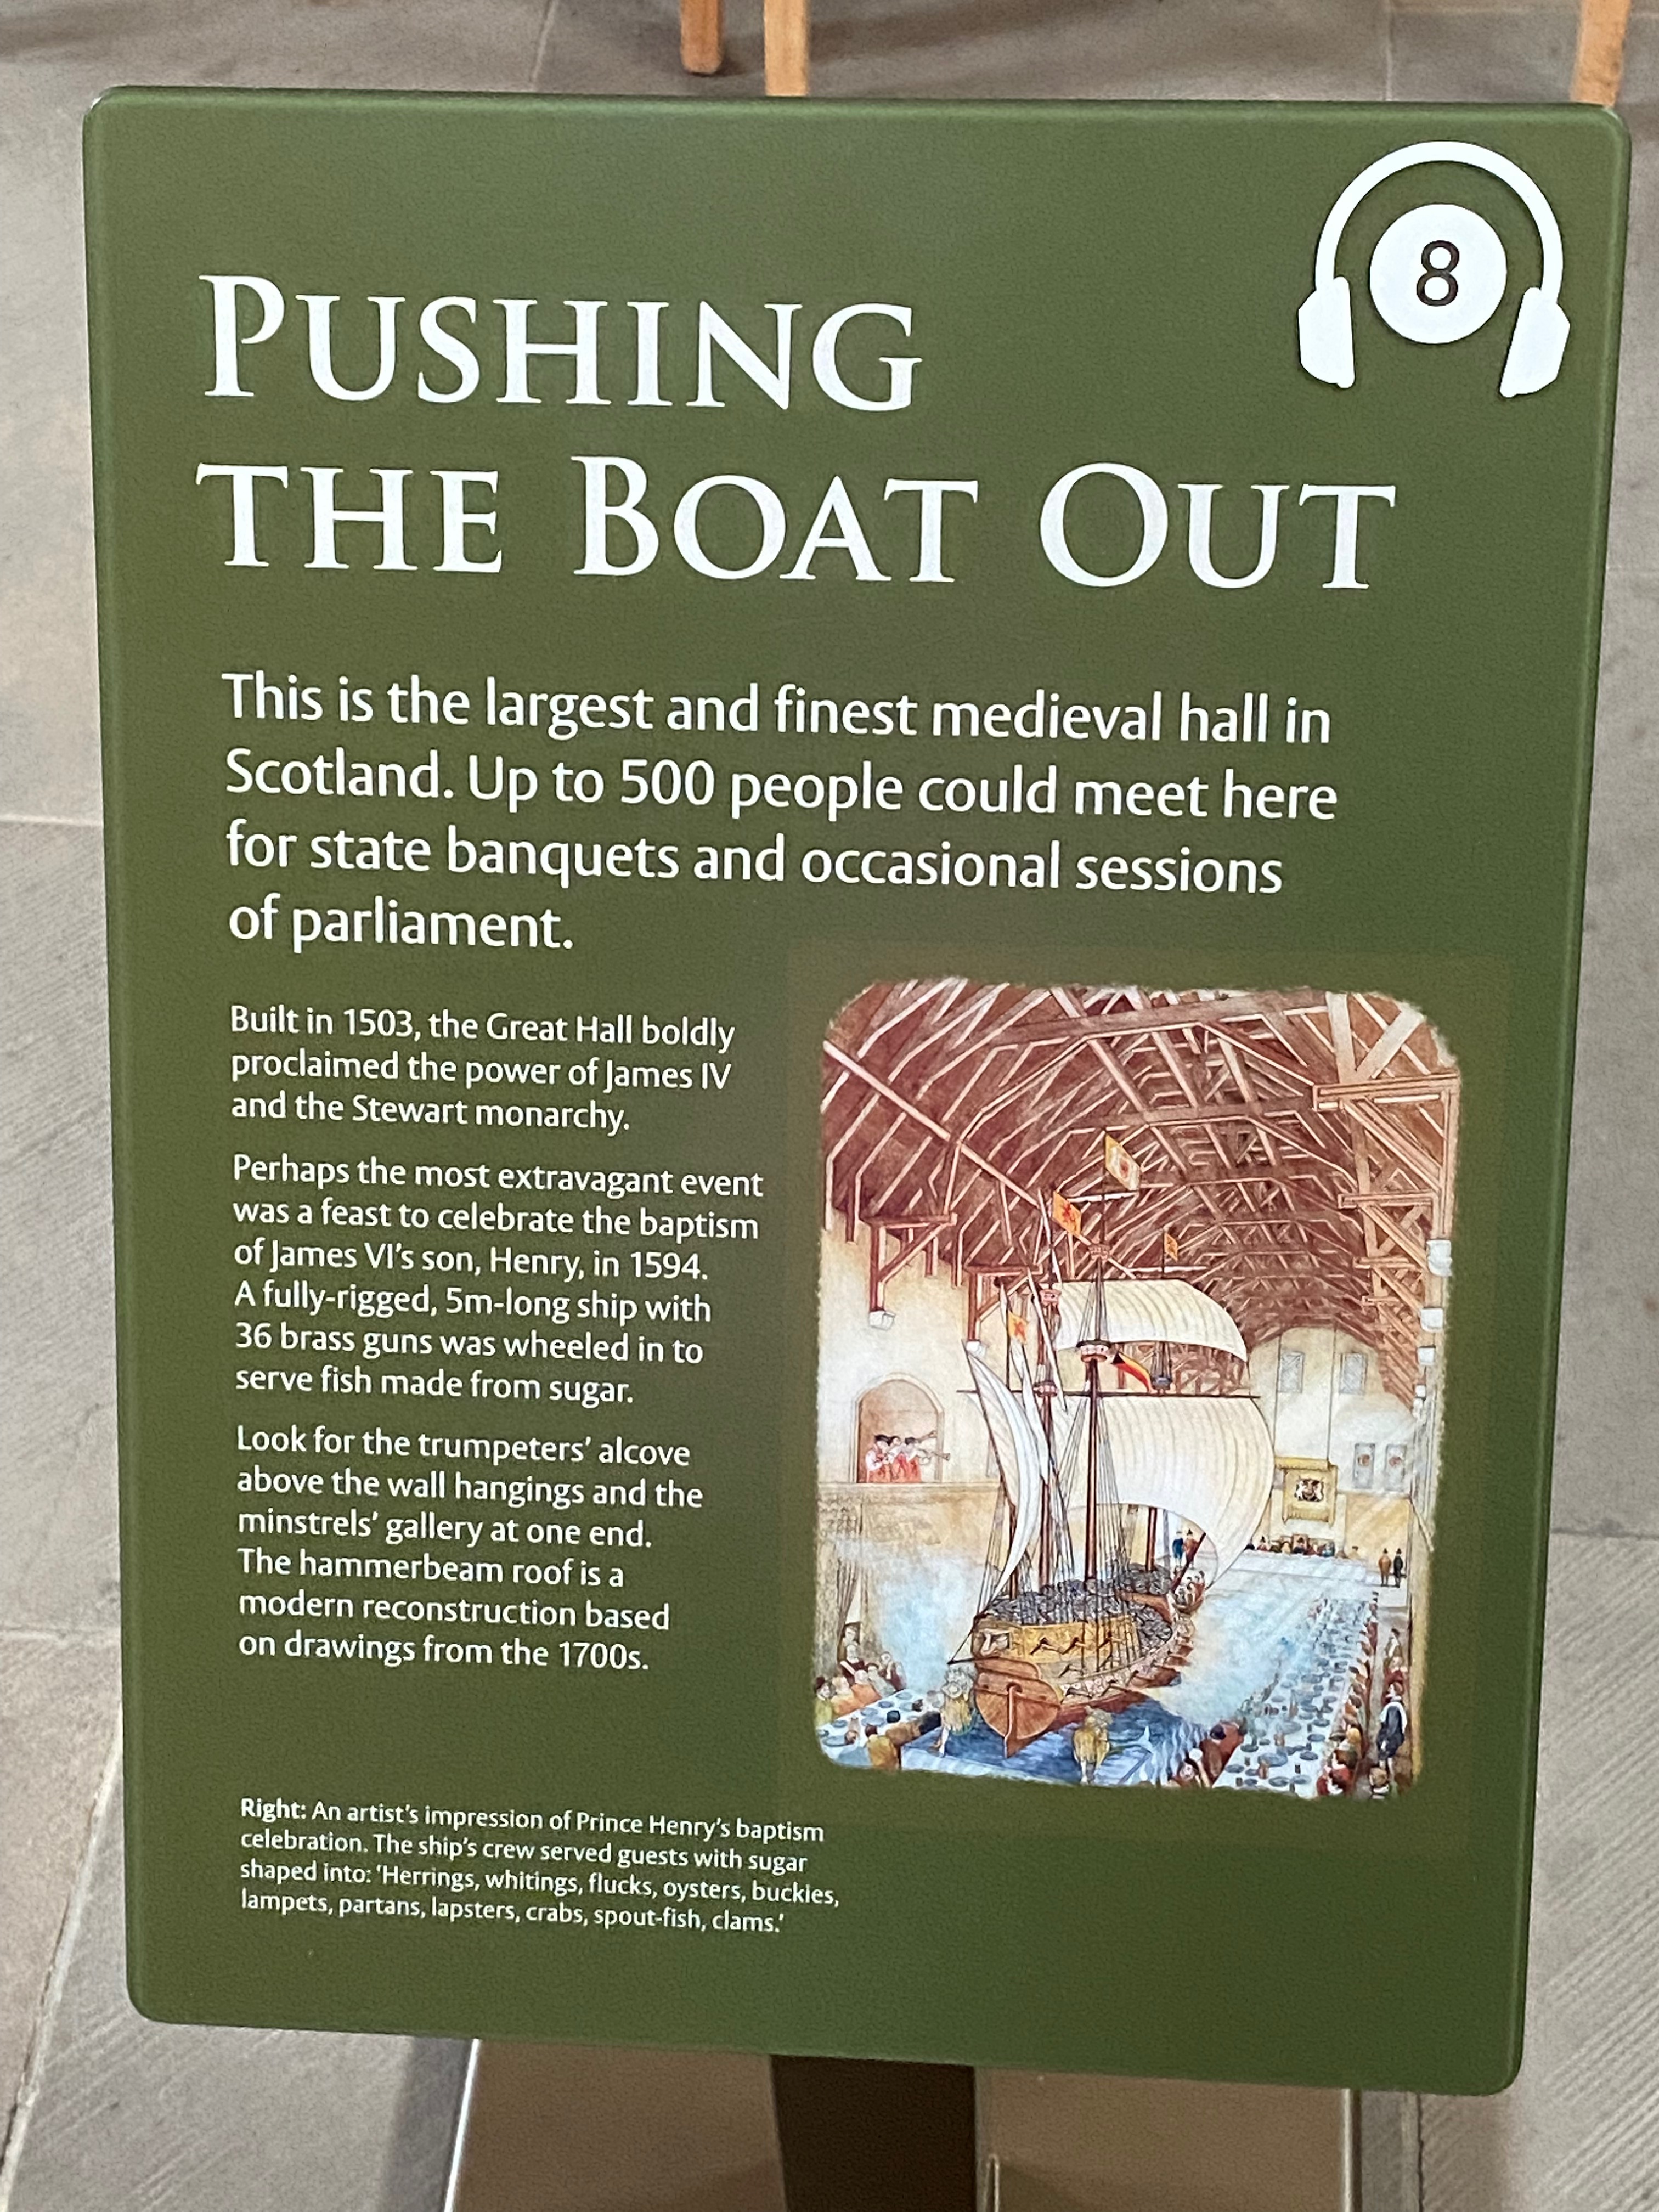 8
PUSHING
THE BOAT OUT
This is the largest and finest medieval hall in
Scotland. Up to 500 people could meet here
for state banquets and occasional sessions
of parliament.
Built in 1503, the Great Hall boldly
proclaimed the power of James IV
and the Stewart monarchy.
Perhaps the most extravagant event
was a feast to celebrate the baptism
of James VI’s son, Henry, in 1594.
A fully-rigged, 5m-long ship with
36 brass guns was wheeled in to
serve fish made from sugar.
Look for the trumpeters’ alcove
above the wall hangings and the
minstrels’ gallery at one end.
The hammerbeam roof is a
modern reconstruction based
on drawings from the 1700s.
Right: An artist’s impression of Prince Henry’s baptism
celebration. The ship’s crew served guests with sugar
shaped into: ‘Herrings, whitings, flucks, oysters, buckies,
lampets, partans, lapsters, crabs, spout-fish, clams.’